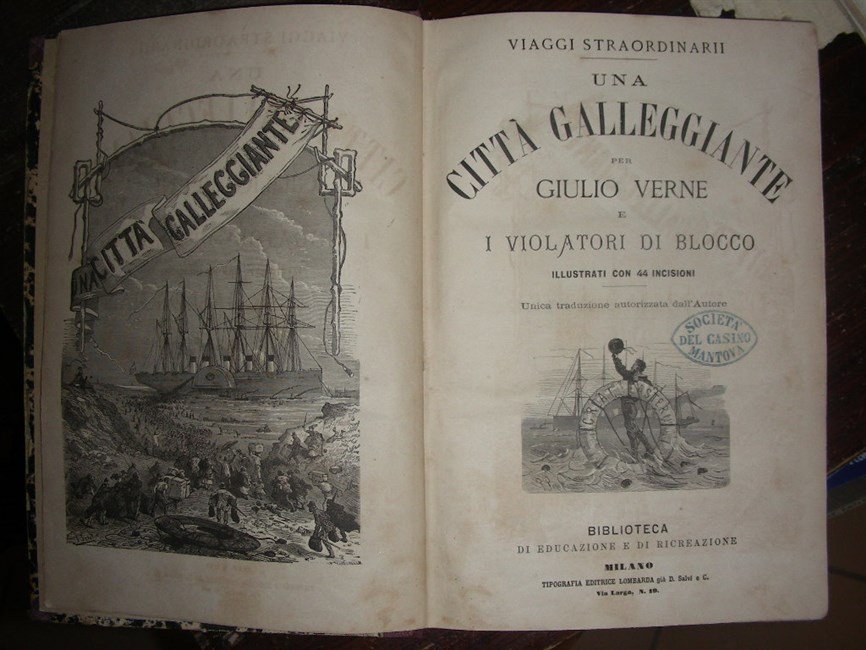 UNA CITTÀ GALLEGGIANTE
VIAGGI STRAORDINARII
UNA
CITTÀ GALLEGGIANTE
PER
GIULIO VERNE
E
I VIOLATORI DI BLOCCO
ILLUSTRATI CON 44 INCISIONI
Unica traduzione autorizzata dall'Autore
SOCIETÀ
DEL CASINO
MANTOVA
GREAT EASTERN
BIBLIOTECA
DI EDUCAZIONE E DI RICREAZIONE
MILANO
TIPOGRAFIA EDITRICE LOMBARDA già D. Salvi e C.
Via Larga, N. 19.